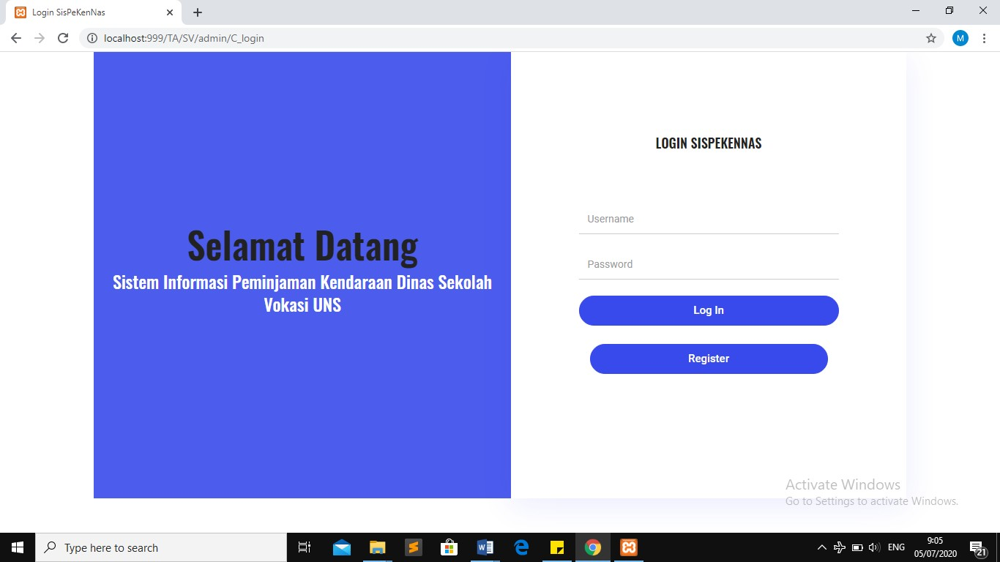 Login SisPeKenNas
localhost:999/TA/SV/admin/C_login
M
Selamat Datang
Sistem Informasi Peminjaman Kendaraan Dinas Sekolah
Vokasi UNS
LOGIN SISPEKENNAS
Username
Password
Log In
Register
Activate Windows
Go to Settings to activate Windows.
Type here to search
ENG
9:05
05/07/2020
21